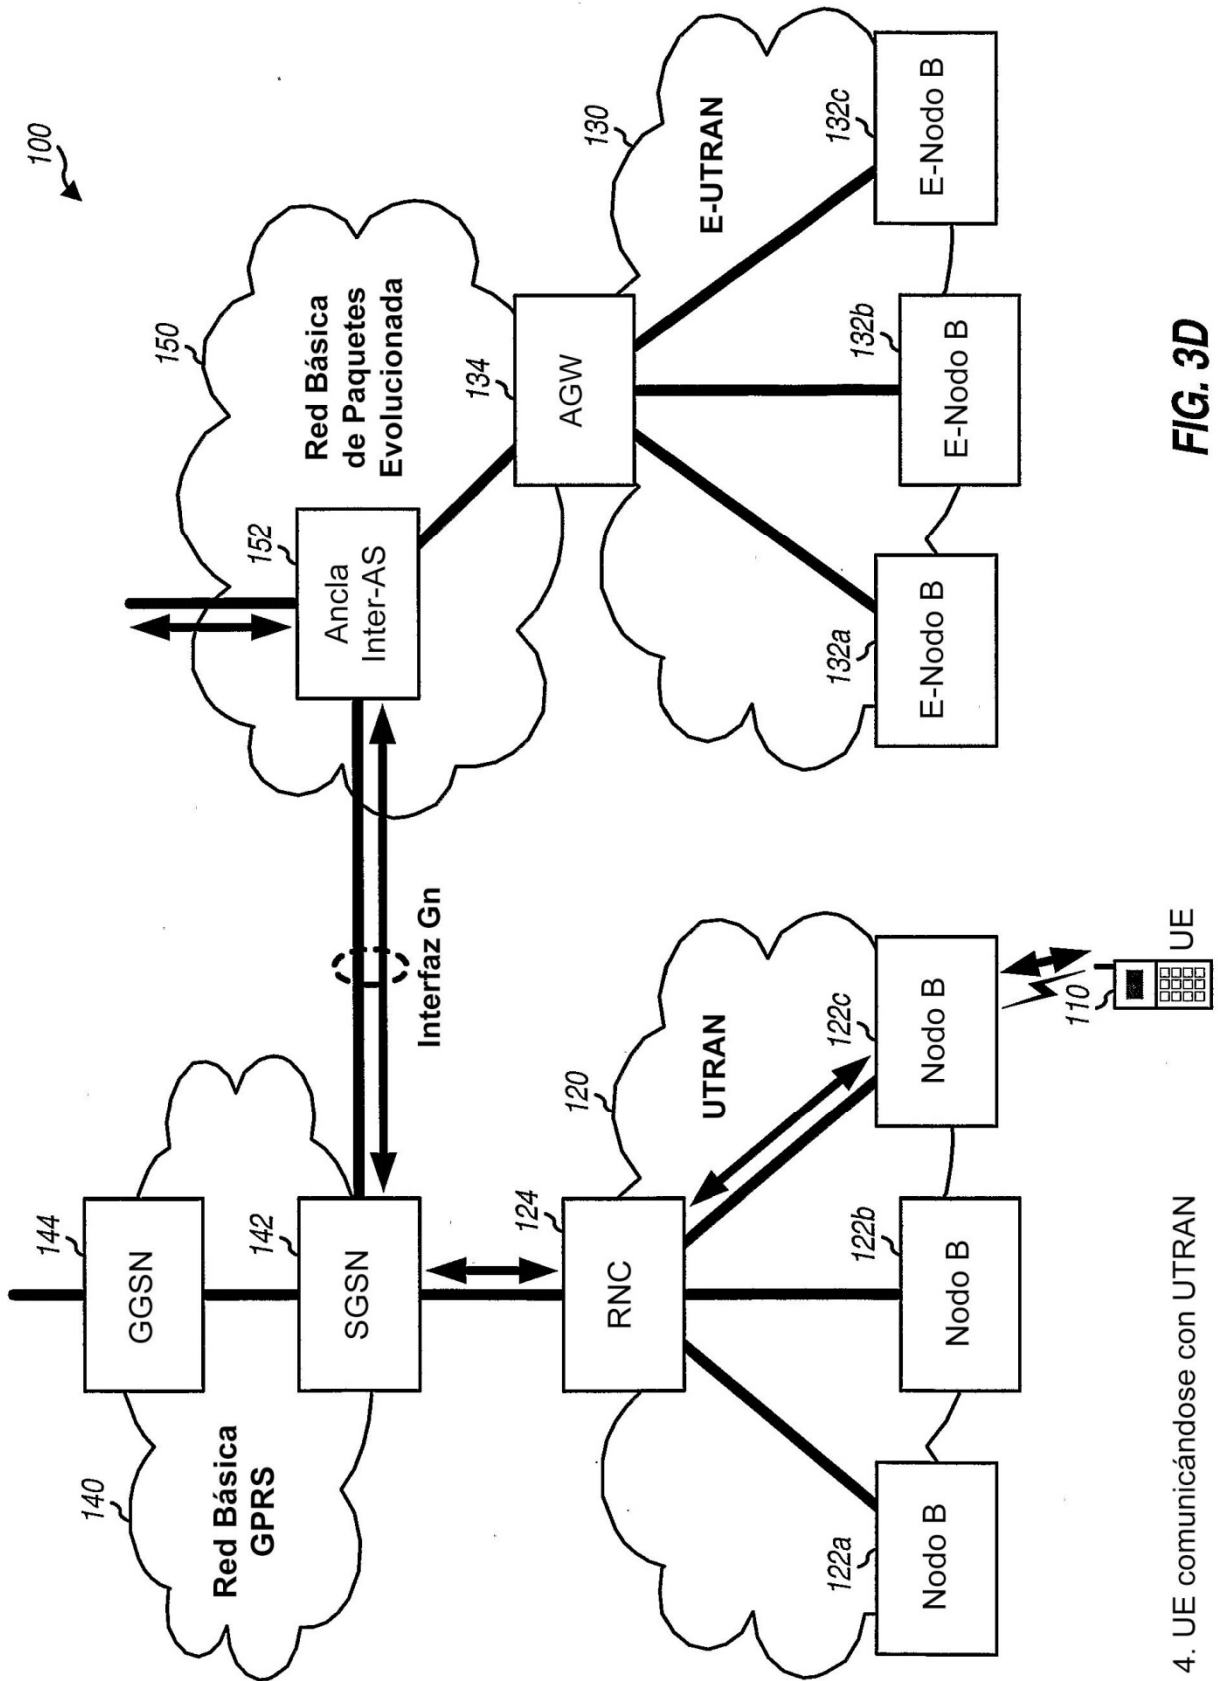 100
150
Red Básica
de Paquetes
Evolucionada
152
Ancla
Inter-AS
134
AGW
130
E-UTRAN
132a
E-Nodo B
132b
E-Nodo B
132c
E-Nodo B
Interfaz Gn
140
Red Básica
GPRS
144
GGSN
142
SGSN
124
RNC
120
UTRAN
122a
Nodo B
122b
Nodo B
122c
Nodo B
110
UE
4. UE comunicándose con UTRAN
FIG. 3D